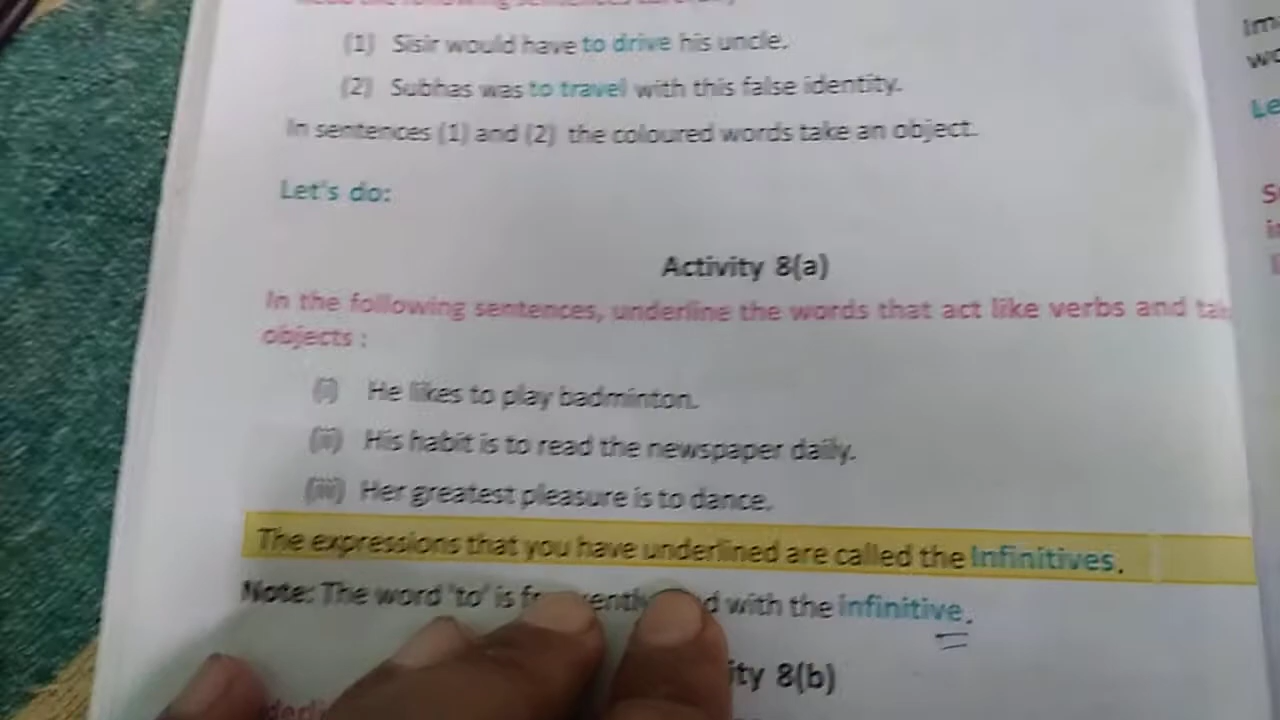 (1) Sisir would have to drive his uncle.
(2) Subhas was to travel with this false identity.
In sentences (1) and (2) the coloured words take an object.
Let's do:
Activity 8(a)
In the following sentences, underline the words that act like verbs and
objects :
(i) He likes to play badminton.
(ii) His habit is to read the newspaper daily.
(iii) Her greatest pleasure is to dance.
The expressions that you have underlined are called the Infinitives.
Note: The word 'to' is with the infinitive.
8(b)